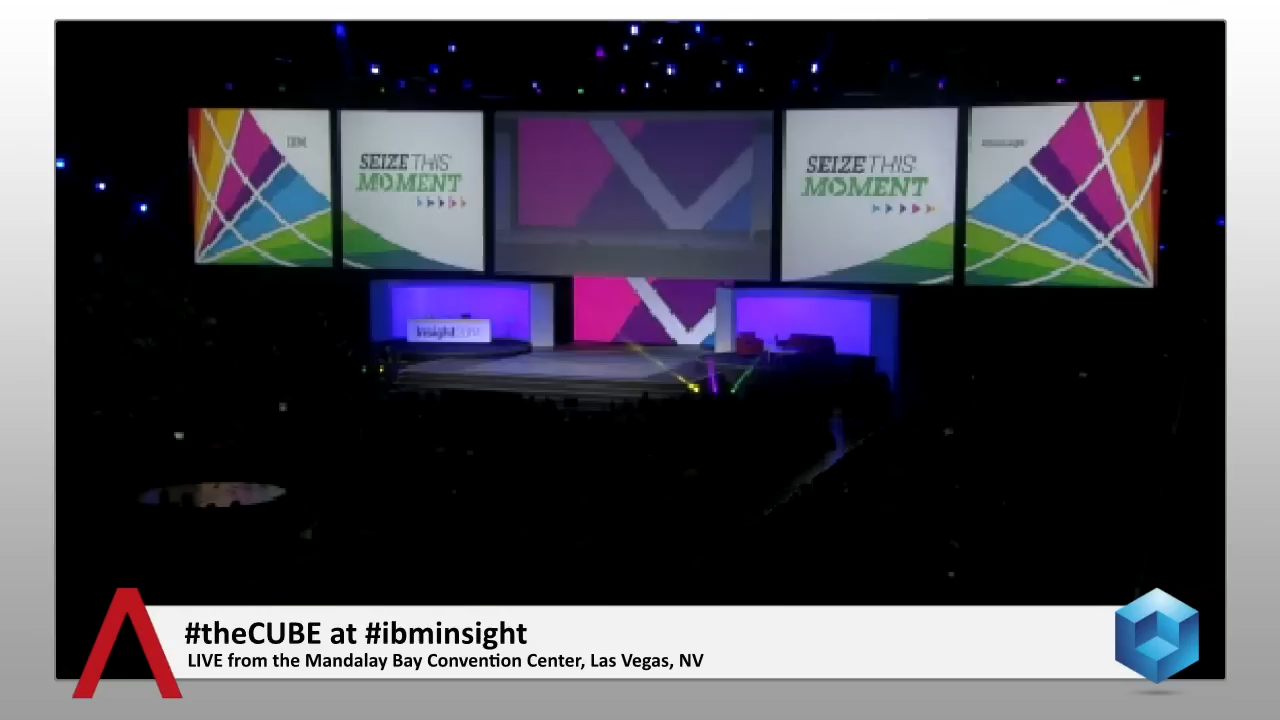 IBM
SEIZE THIS
MOMENT
SEIZE THIS
MOMENT
#theCUBE at #ibminsight
LIVE from the Mandalay Bay Convention Center, Las Vegas, NV